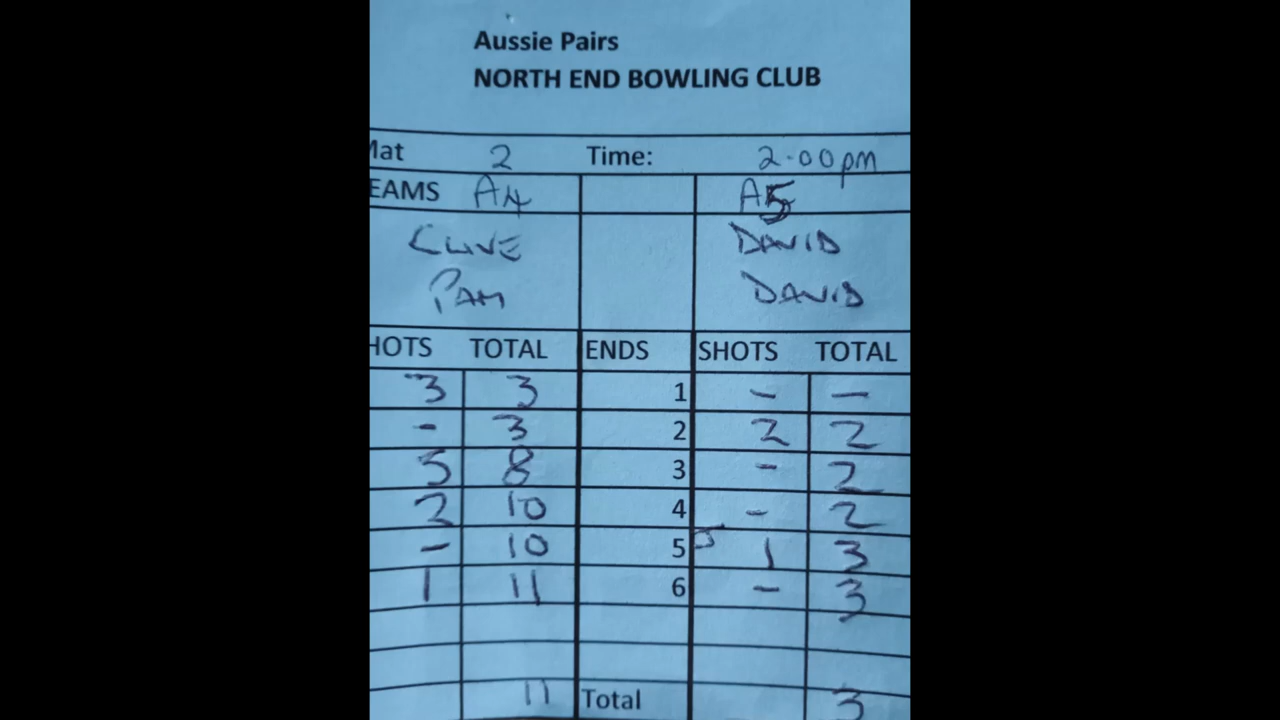 Aussie Pairs
NORTH END BOWLING CLUB
Mat 2 Time: 2.00pm
EAMS A4 A5
CLIVE DAVID
PAM DAVID
HOTS TOTAL ENDS SHOTS TOTAL
3 3 1 - -
- 3 2 2 2
5 8 3 - 2
2 10 4 - 2
- 10 5 1 3
1 11 6 - 3
11 Total 3